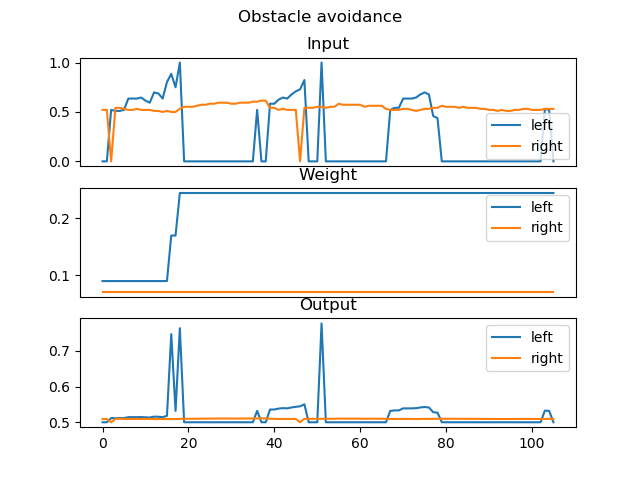 Obstacle avoidance
Input
1.0
0.5
0.0
left
right
Weight
0.2
0.1
left
right
Output
0.7
0.6
0.5
left
right
0 20 40 60 80 100